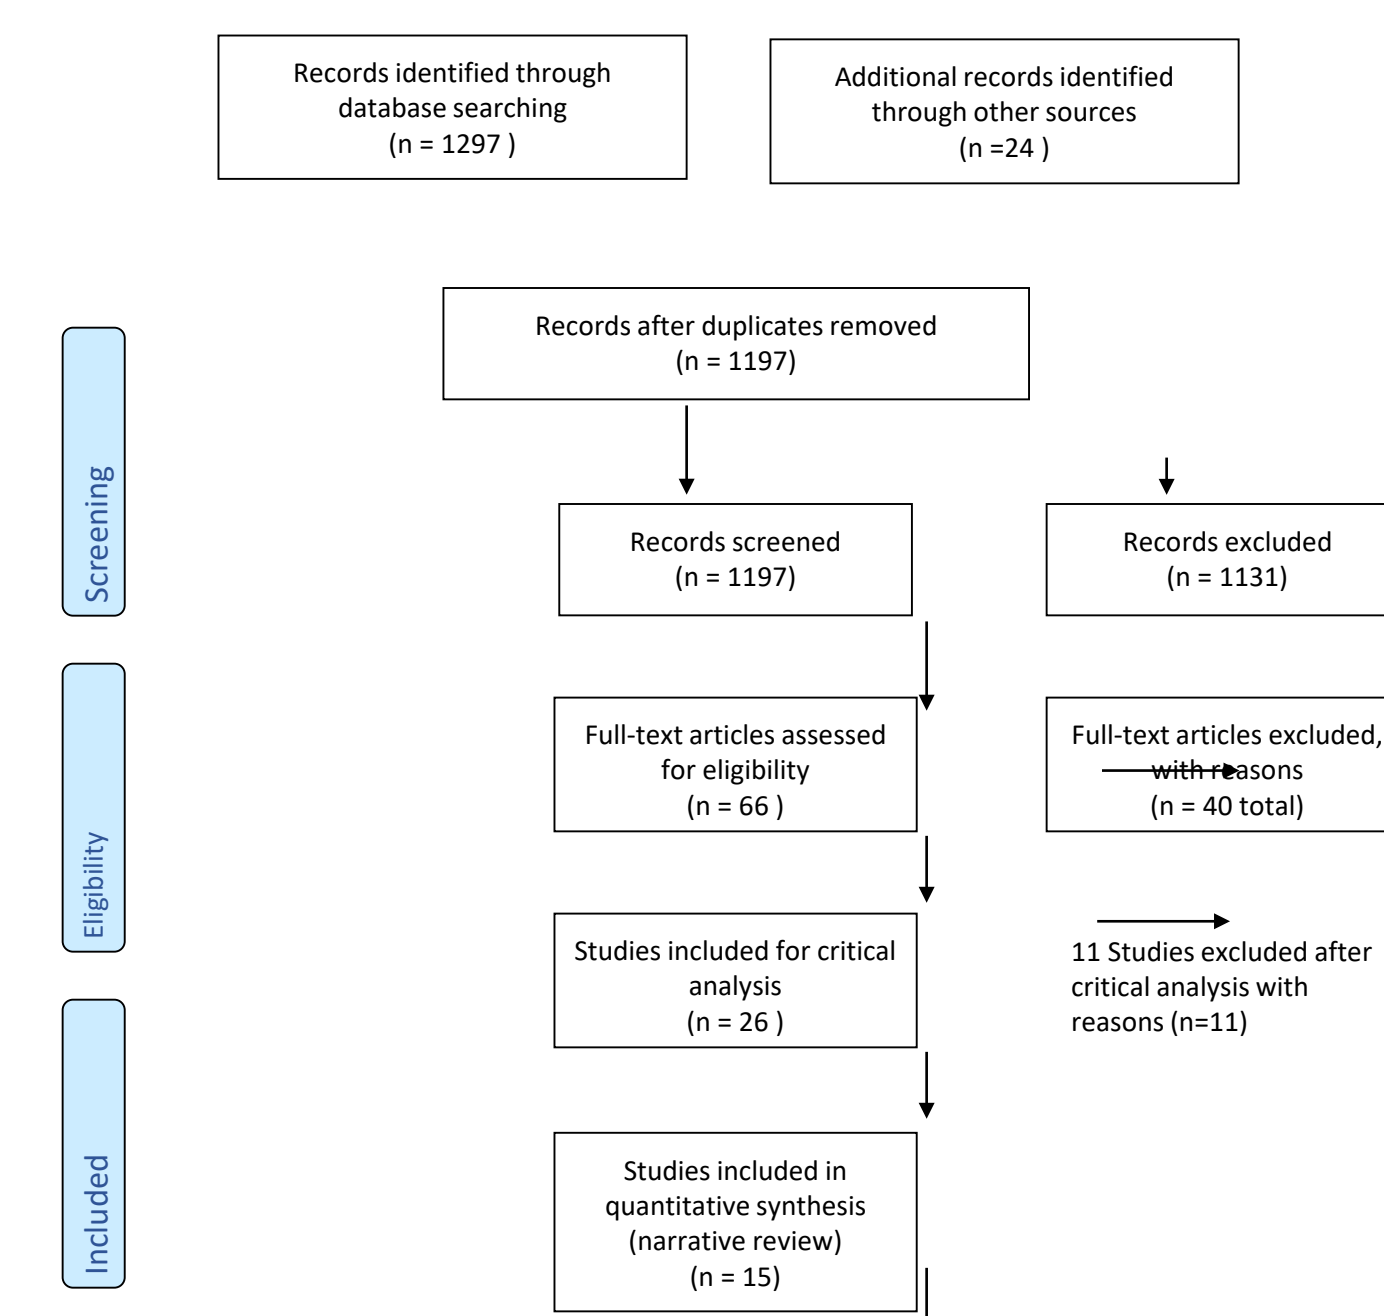 Records identified through
database searching
(n = 1297 )
Additional records identified
through other sources
(n =24 )
Records after duplicates removed
(n = 1197)
Screening
Records screened
(n = 1197)
Records excluded
(n = 1131)
Eligibility
Full-text articles assessed
for eligibility
(n = 66 )
Full-text articles excluded,
with reasons
(n = 40 total)
Studies included for critical
analysis
(n = 26 )
11 Studies excluded after
critical analysis with
reasons (n=11)
Included
Studies included in
quantitative synthesis
(narrative review)
(n = 15)